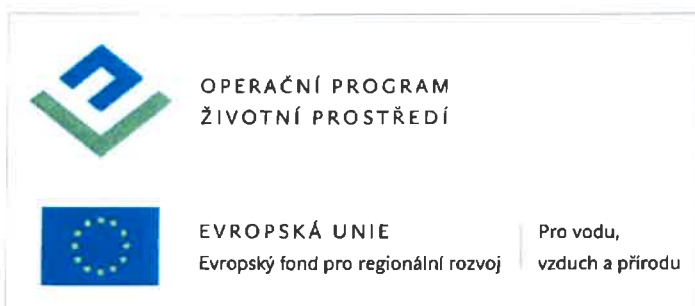 OPERAČNÍ PROGRAM
ŽIVOTNÍ PROSTŘEDÍ
EVROPSKÁ UNIE
Evropský fond pro regionální rozvoj
Pro vodu,
vzduch a přírodu